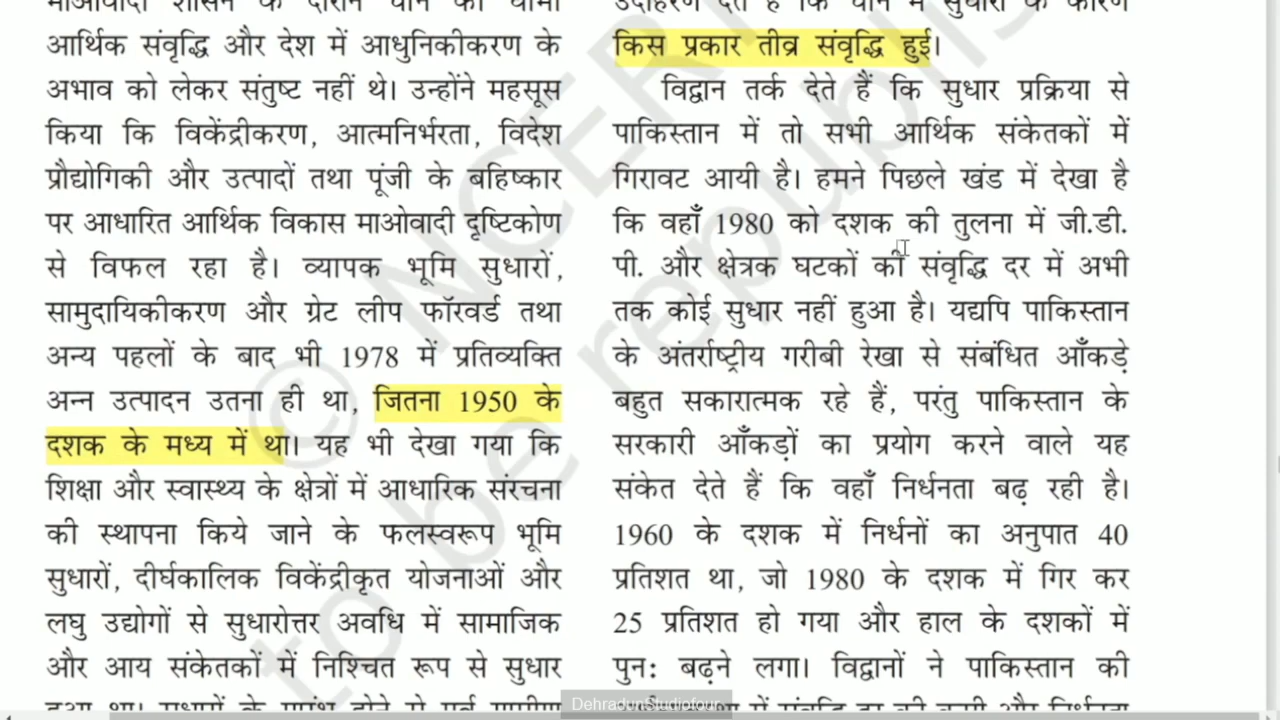 आर्थिक संवृद्धि और देश में आधुनिकीकरण के
अभाव को लेकर संतुष्ट नहीं थे। उन्होंने महसूस
किया कि विकेंद्रीकरण, आत्मनिर्भरता, विदेश
प्रौद्योगिकी और उत्पादों तथा पूंजी के बहिष्कार
पर आधारित आर्थिक विकास माओवादी दृष्टिकोण
से विफल रहा है। व्यापक भूमि सुधारों,
सामुदायिकीकरण और ग्रेट लीप फॉरवर्ड तथा
अन्य पहलों के बाद भी 1978 में प्रतिव्यक्ति
अन्न उत्पादन उतना ही था, जितना 1950 के
दशक के मध्य में था। यह भी देखा गया कि
शिक्षा और स्वास्थ्य के क्षेत्रों में आधारिक संरचना
की स्थापना किये जाने के फलस्वरूप भूमि
सुधारों, दीर्घकालिक विकेंद्रीकृत योजनाओं और
लघु उद्योगों से सुधारोत्तर अवधि में सामाजिक
और आय संकेतकों में निश्चित रूप से सुधार
किस प्रकार तीव्र संवृद्धि हुई।
विद्वान तर्क देते हैं कि सुधार प्रक्रिया से
पाकिस्तान में तो सभी आर्थिक संकेतकों में
गिरावट आयी है। हमने पिछले खंड में देखा है
कि वहाँ 1980 को दशक की तुलना में जी.डी.
पी. और क्षेत्रक घटकों की संवृद्धि दर में अभी
तक कोई सुधार नहीं हुआ है। यद्यपि पाकिस्तान
के अंतर्राष्ट्रीय गरीबी रेखा से संबंधित आँकड़े
बहुत सकारात्मक रहे हैं, परंतु पाकिस्तान के
सरकारी आँकड़ों का प्रयोग करने वाले यह
संकेत देते हैं कि वहाँ निर्धनता बढ़ रही है।
1960 के दशक में निर्धनों का अनुपात 40
प्रतिशत था, जो 1980 के दशक में गिर कर
25 प्रतिशत हो गया और हाल के दशकों में
पुनः बढ़ने लगा। विद्वानों ने पाकिस्तान की
© NCERT
be republis
to be
DehradunStudiofour